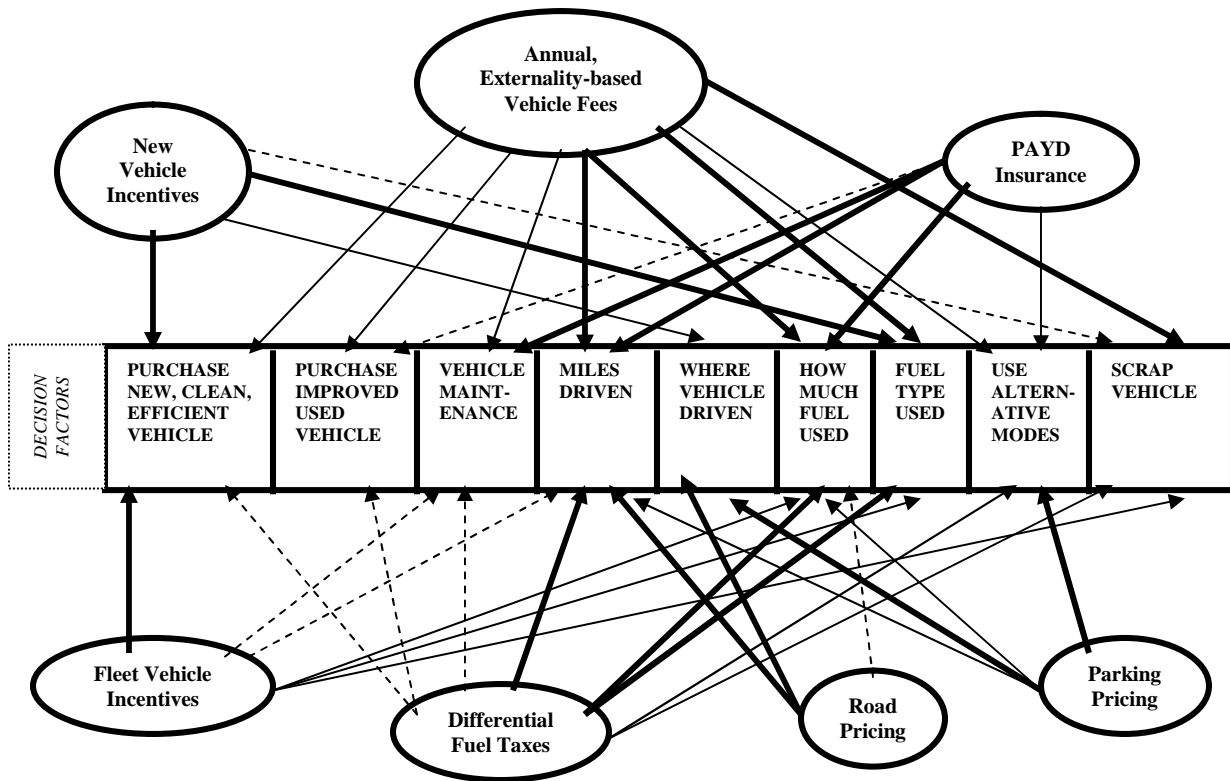 Annual,
Externality-based
Vehicle Fees
New
Vehicle
Incentives
PAYD
Insurance
DECISION
FACTORS
PURCHASE
NEW, CLEAN,
EFFICIENT
VEHICLE
PURCHASE
IMPROVED
USED
VEHICLE
VEHICLE
MAINT-
ENANCE
MILES
DRIVEN
WHERE
VEHICLE
DRIVEN
HOW
MUCH
FUEL
USED
FUEL
TYPE
USED
USE
ALTERN-
ATIVE
MODES
SCRAP
VEHICLE
Fleet Vehicle
Incentives
Differential
Fuel Taxes
Road
Pricing
Parking
Pricing